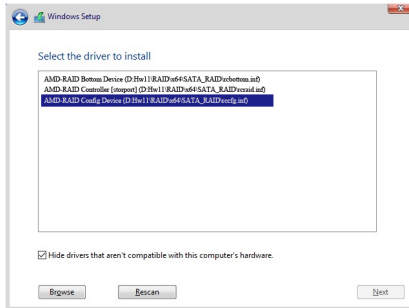 Windows Setup
Select the driver to install
AMD-RAID Bottom Device (D:\Hw11\RAID\x64\SATA_RAID\rcbottom.inf)
AMD-RAID Controller [storport] (D:\Hw11\RAID\x64\SATA_RAID\rcraid.inf)
AMD-RAID Config Device (D:\Hw11\RAID\x64\SATA_RAID\rccfg.inf)
Hide drivers that aren't compatible with this computer's hardware.
Browse
Rescan
Next